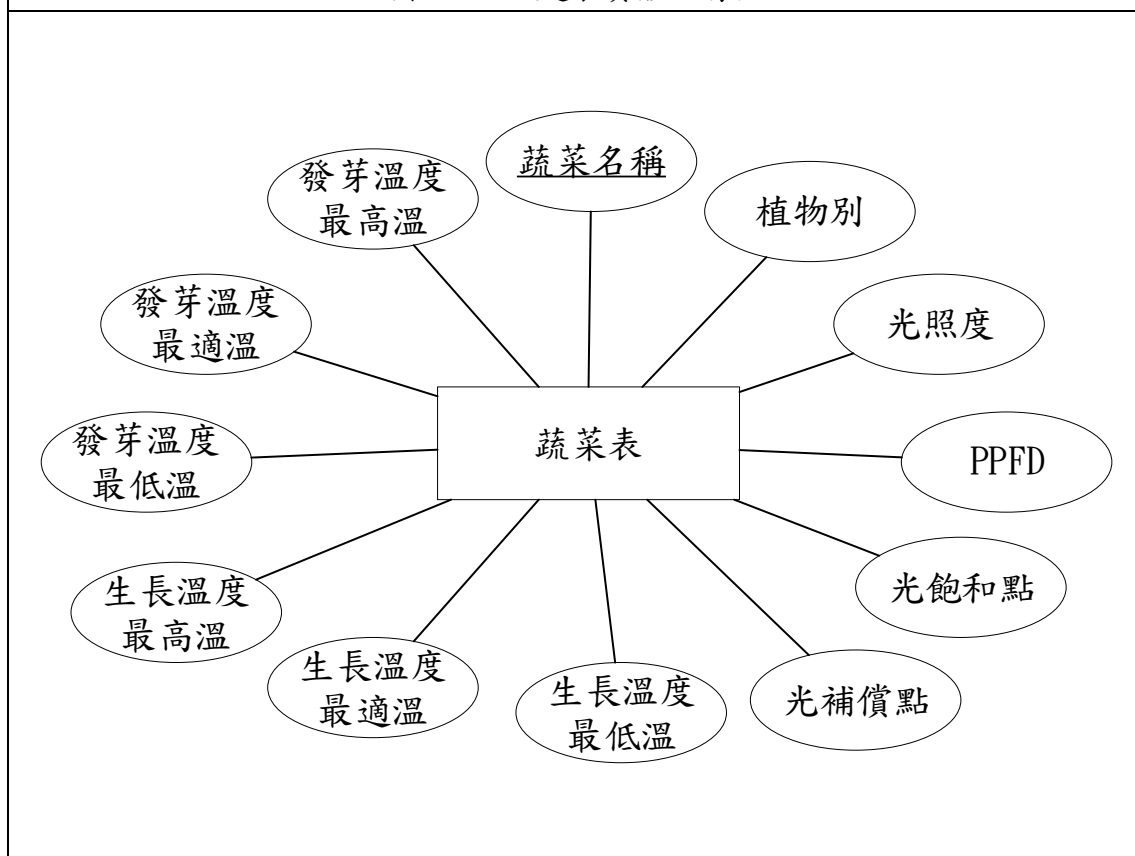 蔬菜名稱
植物別
光照度
PPFD
光飽和點
光補償點
生長溫度
最低溫
生長溫度
最適溫
生長溫度
最高溫
發芽溫度
最低溫
發芽溫度
最適溫
發芽溫度
最高溫
蔬菜表